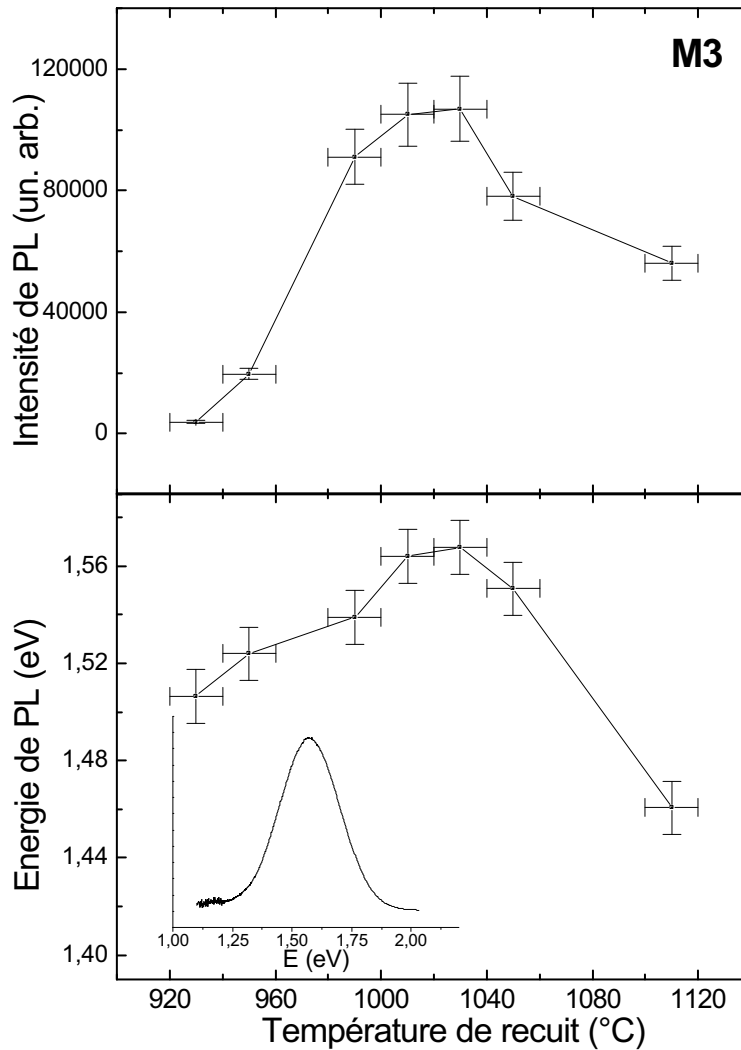 M3
120000
80000
40000
0
Intensité de PL (un. arb.)
1,56
1,52
1,48
1,44
1,40
Energie de PL (eV)
1,00 1,25 1,50 1,75 2,00
E (eV)
920 960 1000 1040 1080 1120
Température de recuit (°C)